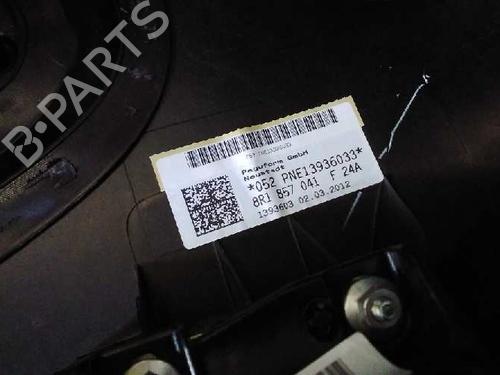 B-PARTS
Peguform GmbH
Neustadt
*052 PNE13936033*
8R1 857 041 F 24A
1393603 02.03.2012